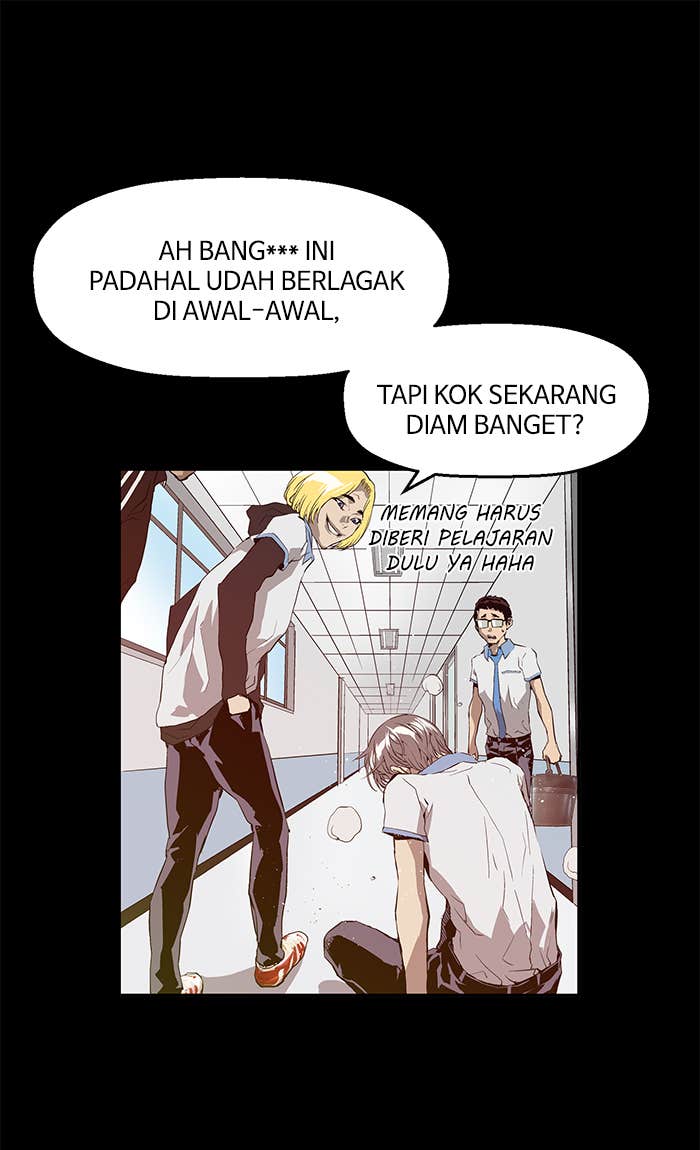 AH BANG*** INI
PADAHAL UDAH BERLAGAK
DI AWAL-AWAL,
TAPI KOK SEKARANG
DIAM BANGET?
MEMANG HARUS
DIBERI PELAJARAN
DULU YA HAHA